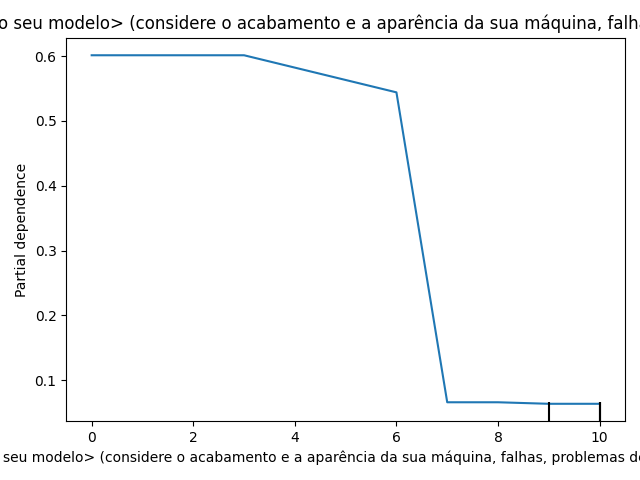 o seu modelo> (considere o acabamento e a aparência da sua máquina, falha
0.6
0.5
0.4
0.3
0.2
0.1
Partial dependence
0 2 4 6 8 10
seu modelo> (considere o acabamento e a aparência da sua máquina, falhas, problemas de